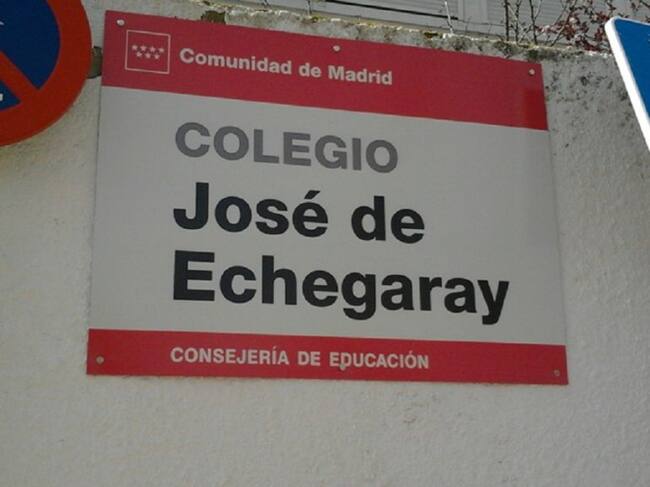 Comunidad de Madrid
COLEGIO
José de
Echegaray
CONSEJERÍA DE EDUCACIÓN